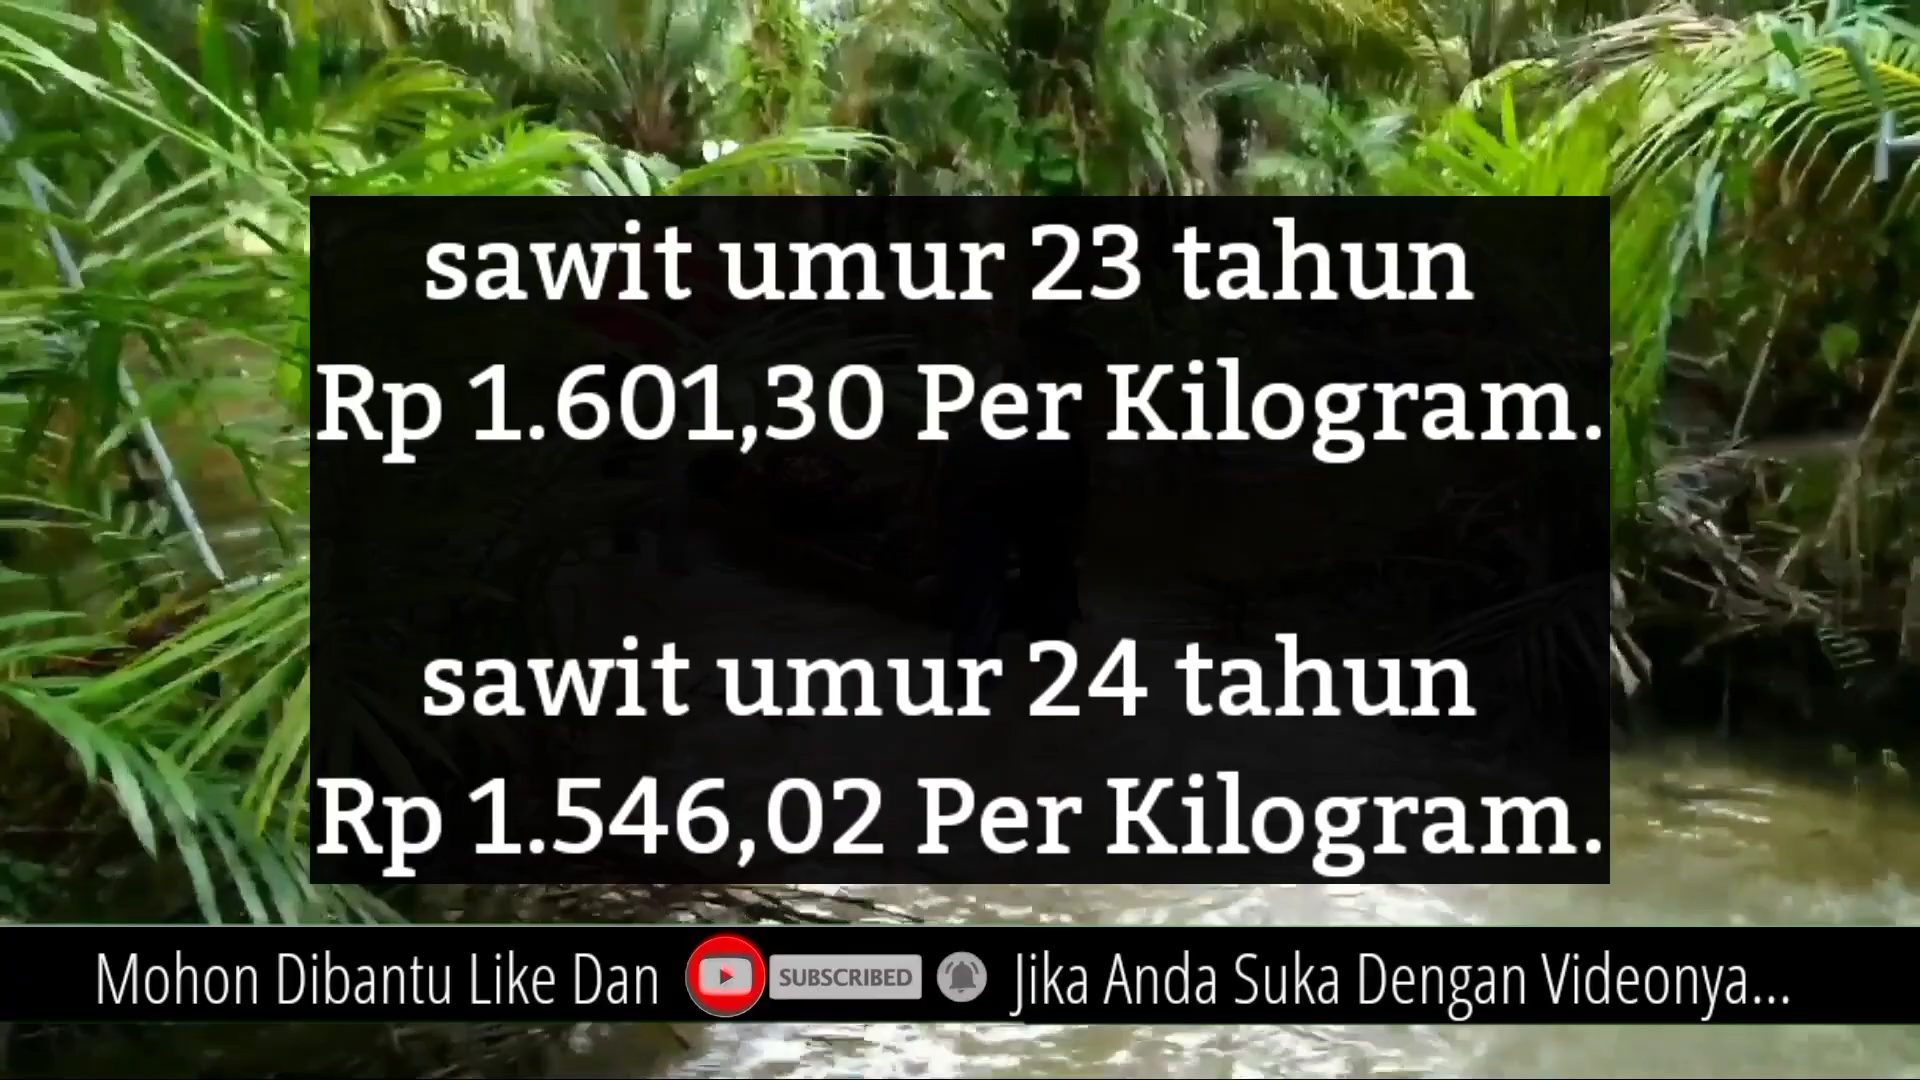 sawit umur 23 tahun
Rp 1.601,30 Per Kilogram.
sawit umur 24 tahun
Rp 1.546,02 Per Kilogram.
Mohon Dibantu Like Dan SUBSCRIBED Jika Anda Suka Dengan Videonya...